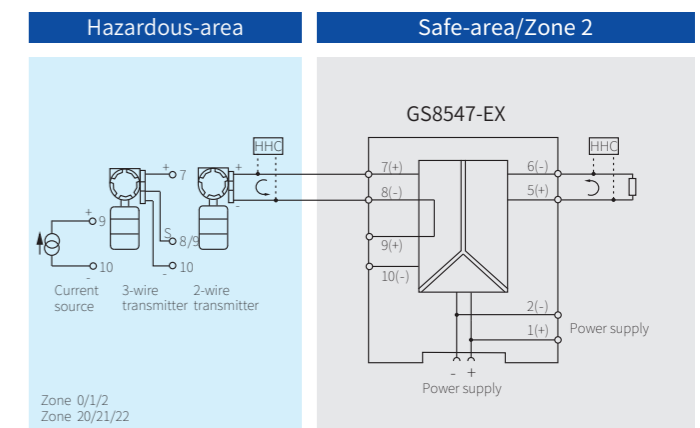 Hazardous-area
Safe-area/Zone 2
GS8547-EX
HHC
HHC
+
7
+
7(+)
6(-)
8(-)
5(+)
-
+
9
S
8/9
9(+)
10
-
10
-
10(-)
Current
source
3-wire
transmitter
2-wire
transmitter
2(-)
1(+)
Power supply
- +
Power supply
Zone 0/1/2
Zone 20/21/22